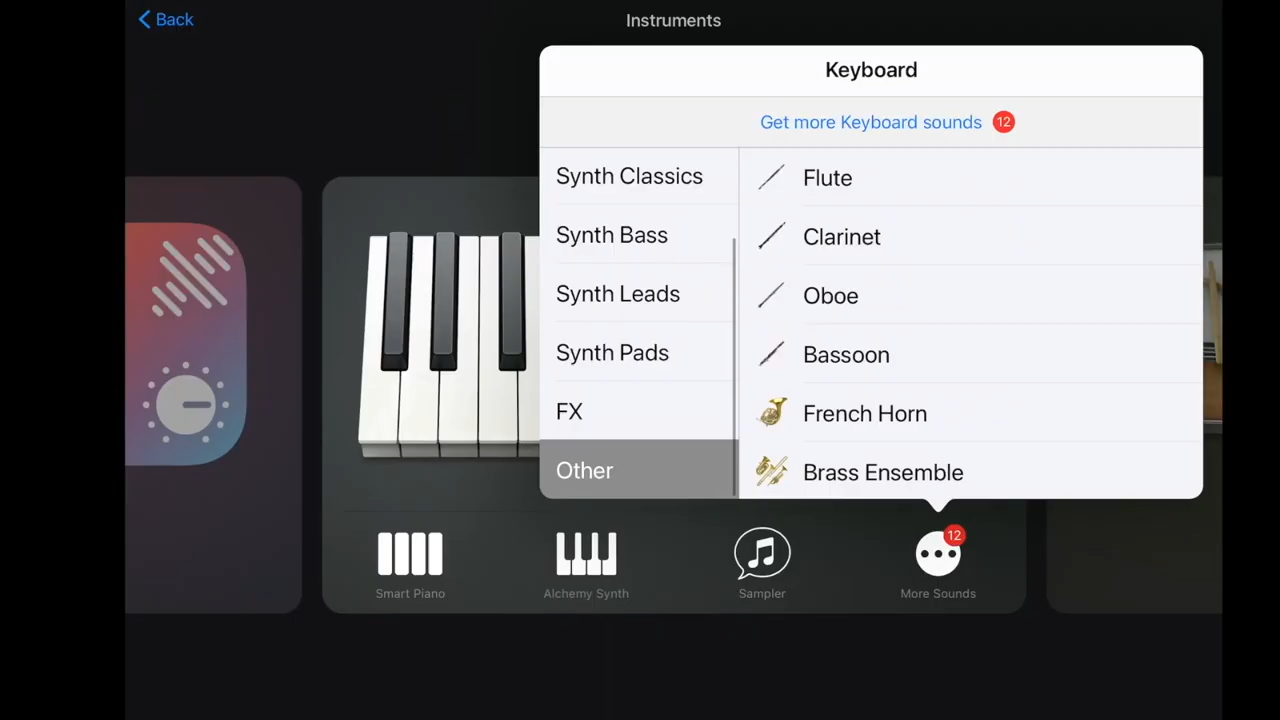 Back
Instruments
Keyboard
Get more Keyboard sounds 12
Synth Classics
Synth Bass
Synth Leads
Synth Pads
FX
Other
Flute
Clarinet
Oboe
Bassoon
French Horn
Brass Ensemble
Smart Piano
Alchemy Synth
Sampler
12
More Sounds